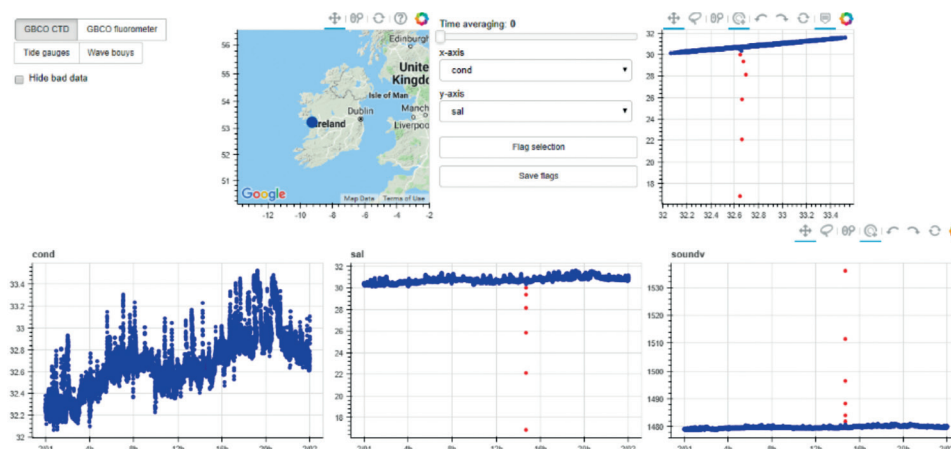 GBCO CTD
GBCO fluorometer
Tide gauges
Wave bouys
Hide bad data
56
55
54
53
52
51
-12
-10
-8
-6
-4
-2
Edinburgh
Unite
Kingdo
Isle of Man
Dublin
Manch
Liverpoo
Ireland
Google
Map Data
Terms of Use
Time averaging: 0
x-axis
cond
y-axis
sal
Flag selection
Save flags
32
30
28
26
24
22
20
18
32
32.2
32.4
32.6
32.8
33
33.2
33.4
cond
33.4
33.2
33
32.8
32.6
32.4
32.2
32
sal
32
30
28
26
24
22
20
18
soundv
1530
1520
1510
1500
1490
1480